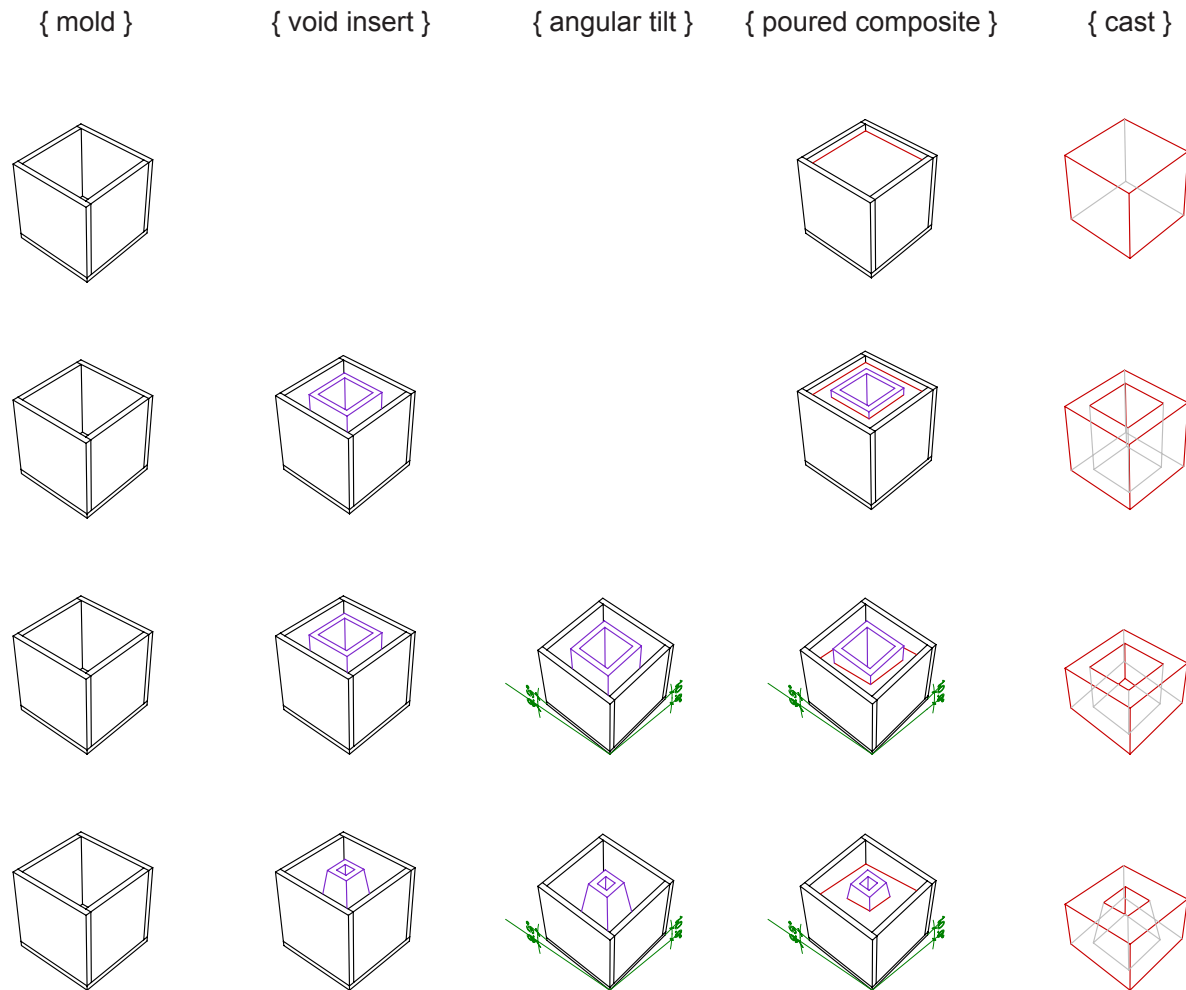 { mold } { void insert } { angular tilt } { poured composite } { cast }